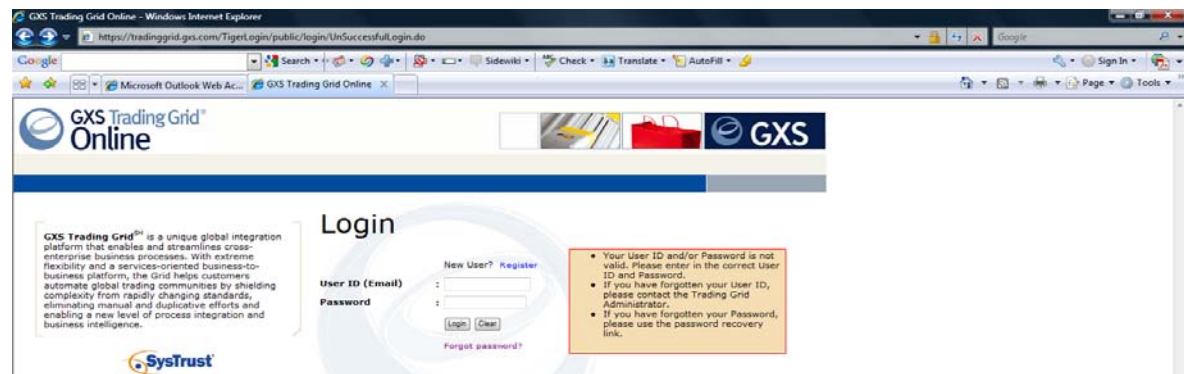 GXS Trading Grid Online - Windows Internet Explorer
https://tradinggrid.gxs.com/TigerLogin/public/login/UnSuccessfulLogin.do
Google
Google
Search
Sidewiki
Check
Translate
AutoFill
Sign In
Microsoft Outlook Web Ac...
GXS Trading Grid Online
Page
Tools
GXS Trading Grid®
Online
GXS
Login
GXS Trading Grid℠ is a unique global integration
platform that enables and streamlines cross-
enterprise business processes. With extreme
flexibility and a services-oriented business-to-
business platform, the Grid helps customers
automate global trading communities by shielding
complexity from rapidly changing standards,
eliminating manual and duplicative efforts and
enabling a new level of process integration and
business intelligence.
SysTrust
New User? Register
User ID (Email) :
Password :
Login Clear
Forgot password?
• Your User ID and/or Password is not
valid. Please enter in the correct User
ID and Password.
• If you have forgotten your User ID,
please contact the Trading Grid
Administrator.
• If you have forgotten your Password,
please use the password recovery
link.